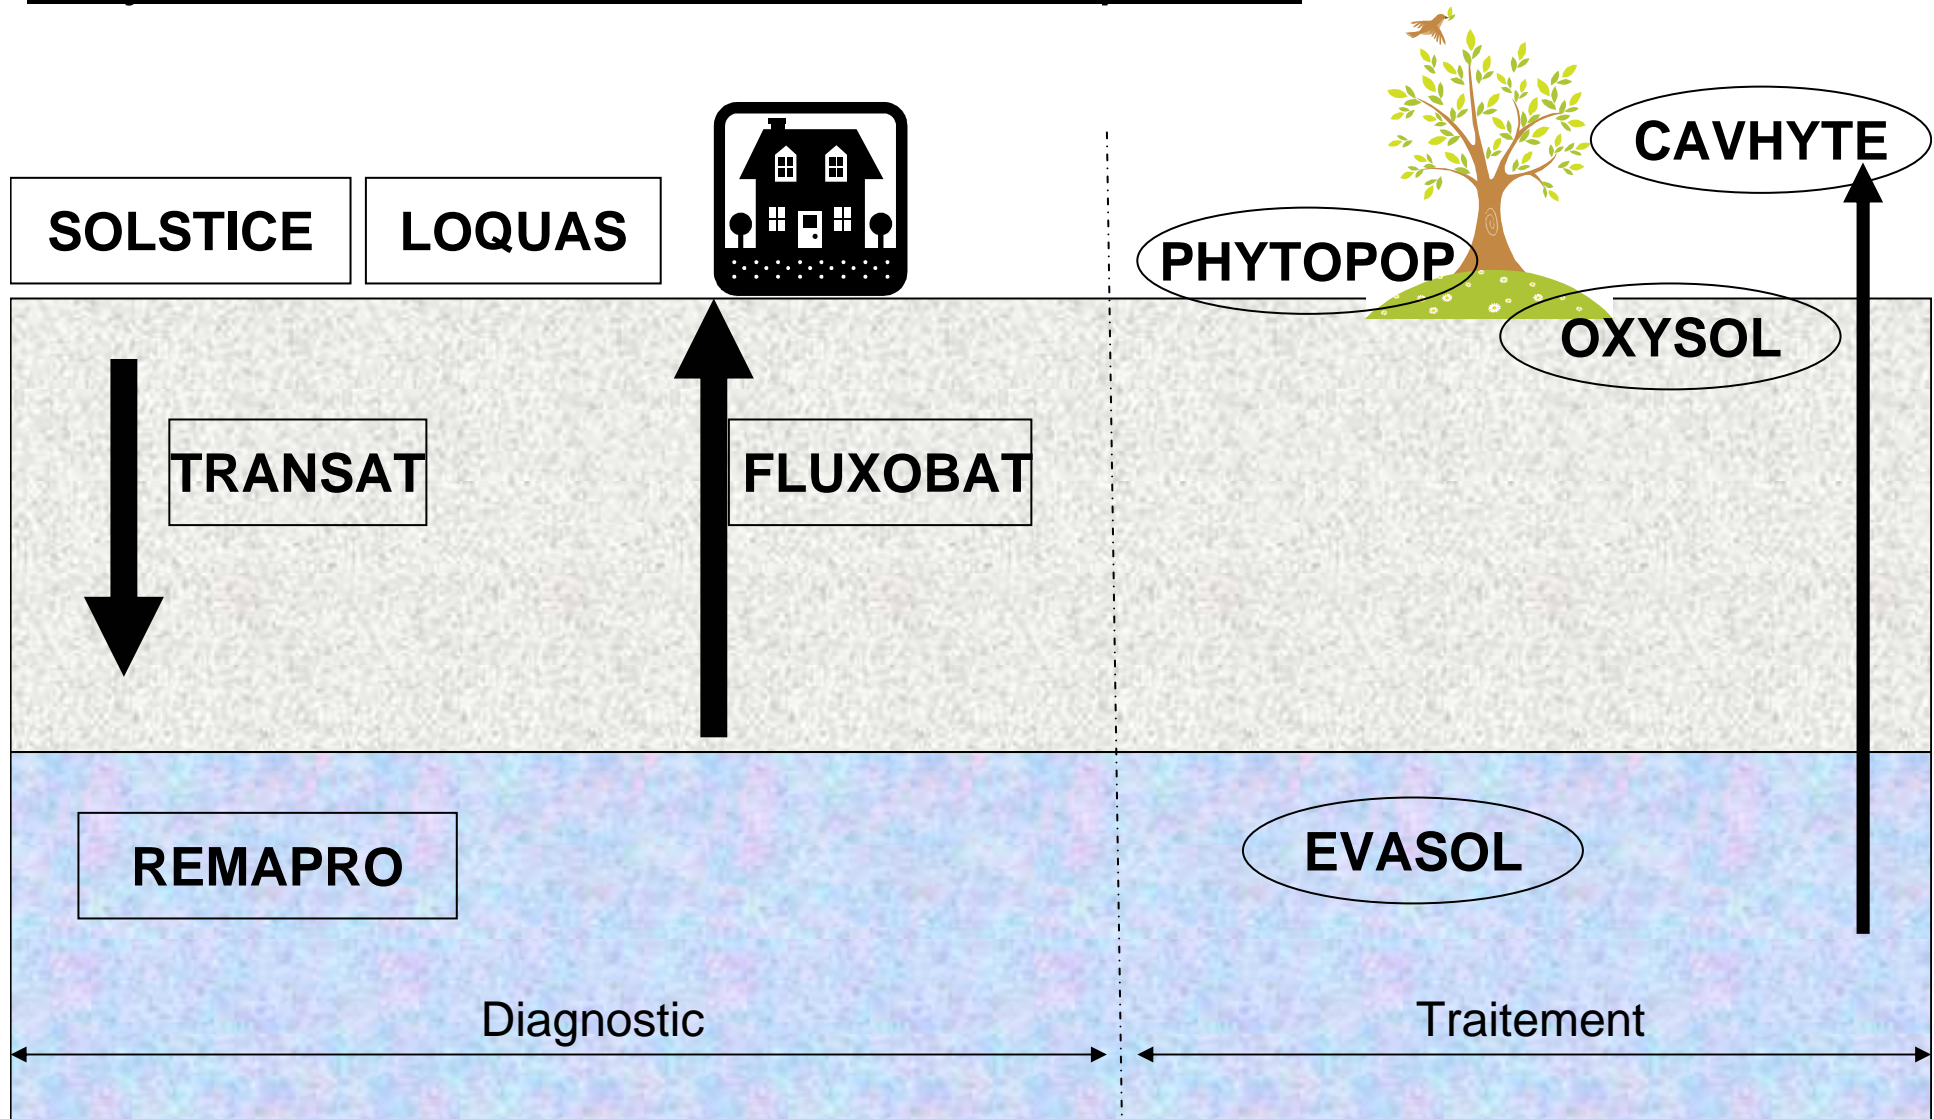 CAVHYTE
SOLSTICE
LOQUAS
PHYTOPOP
OXYSOL
TRANSAT
FLUXOBAT
REMAPRO
EVASOL
Diagnostic
Traitement